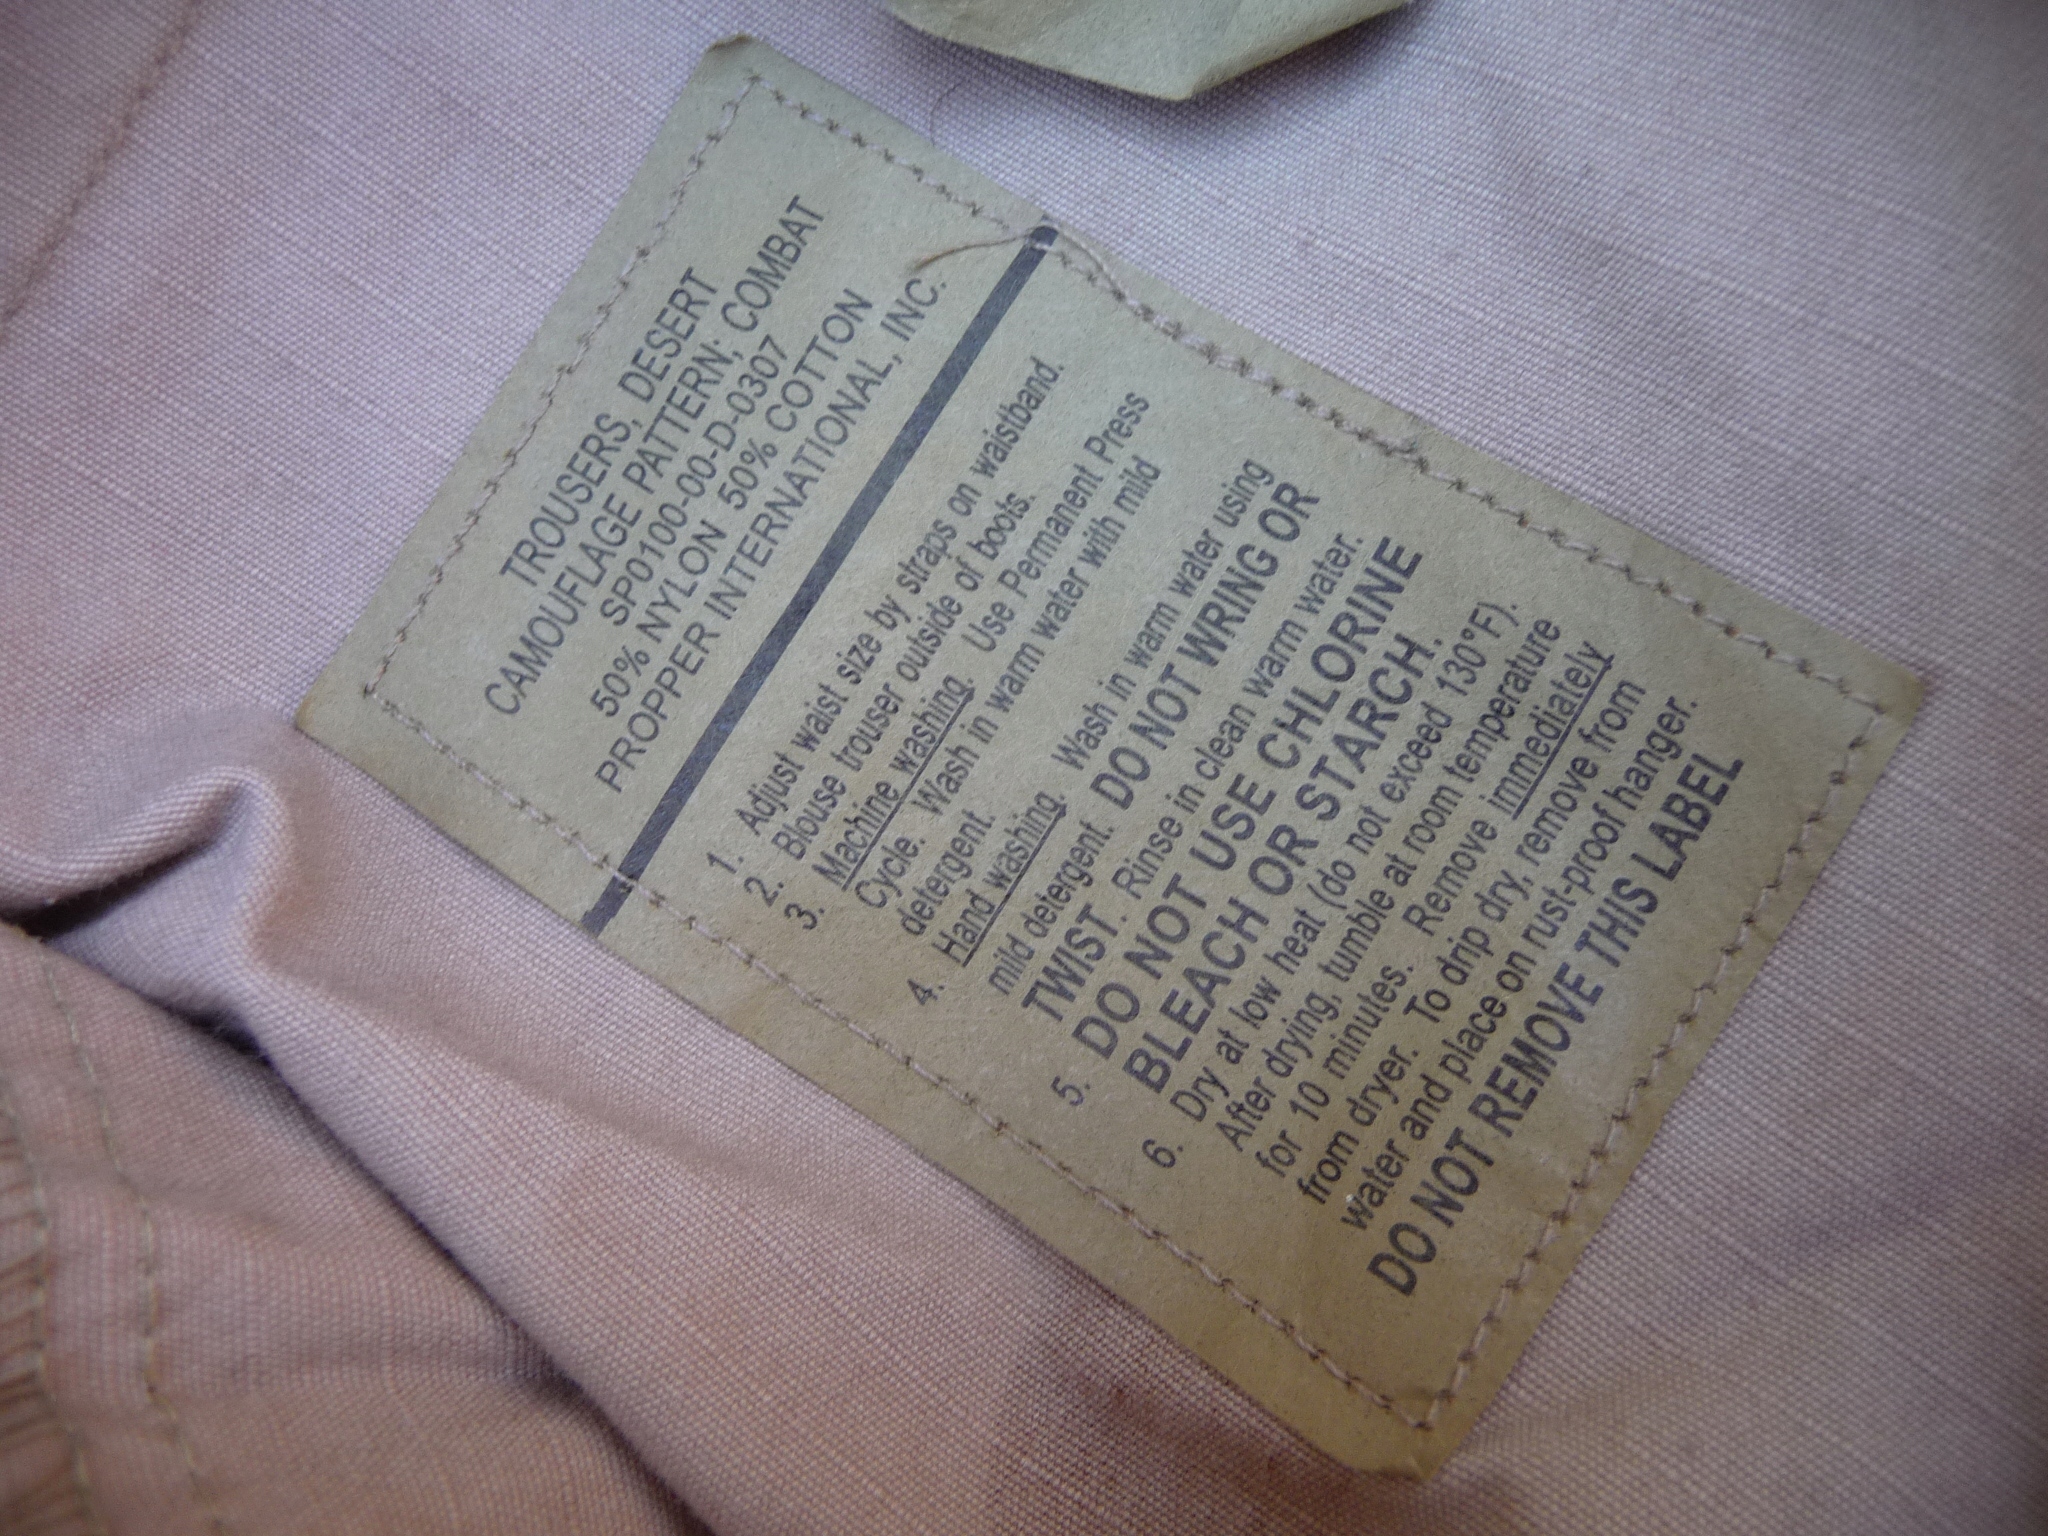 TROUSERS, DESERT
CAMOUFLAGE PATTERN; COMBAT
SP0100-00-D-0307
50% NYLON 50% COTTON
PROPPER INTERNATIONAL, INC.
1. Adjust waist size by straps on waistband.
2. Blouse trouser outside of boots.
3. Machine washing. Use Permanent Press
Cycle. Wash in warm water with mild
detergent.
4. Hand washing. Wash in warm water using
mild detergent. DO NOT WRING OR
TWIST. Rinse in clean warm water.
5. DO NOT USE CHLORINE
BLEACH OR STARCH.
6. Dry at low heat (do not exceed 130°F).
After drying, tumble at room temperature
for 10 minutes. Remove immediately
from dryer. To drip dry, remove from
water and place on rust-proof hanger.
DO NOT REMOVE THIS LABEL